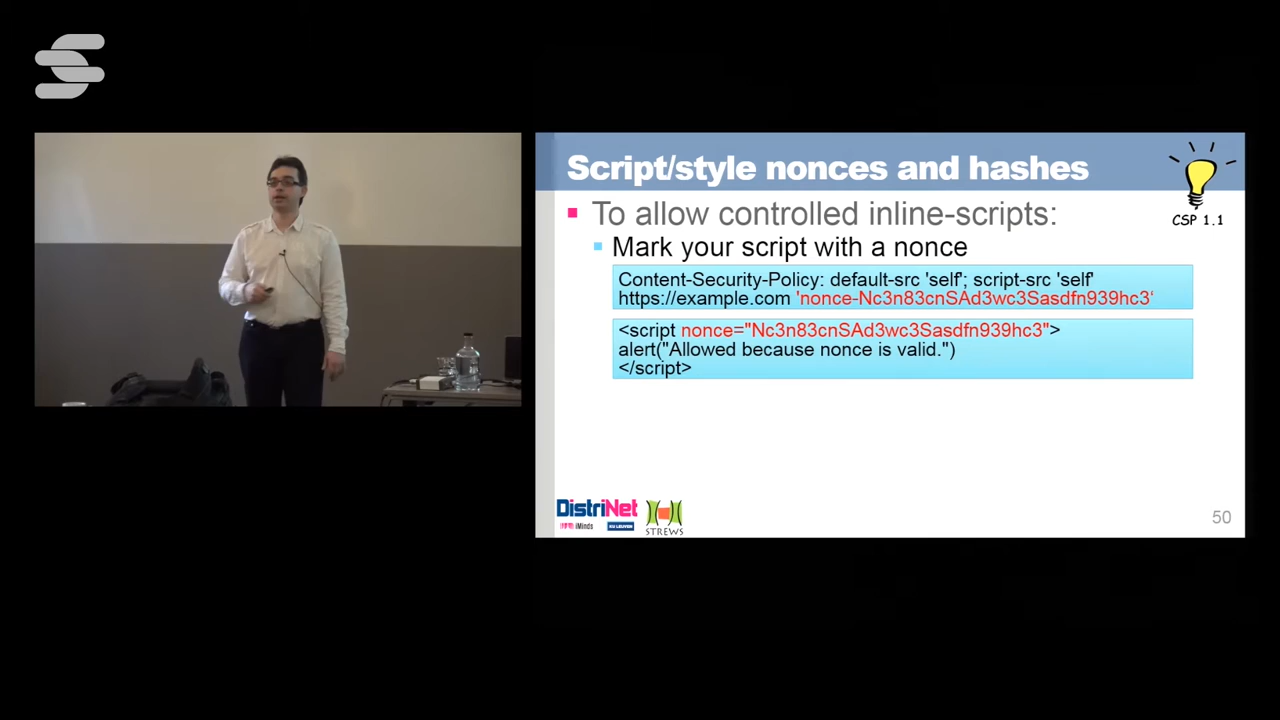 Script/style nonces and hashes
CSP 1.1
To allow controlled inline-scripts:
Mark your script with a nonce
Content-Security-Policy: default-src 'self'; script-src 'self'
https://example.com 'nonce-Nc3n83cnSAd3wc3Sasdfn939hc3‘
<script nonce="Nc3n83cnSAd3wc3Sasdfn939hc3">
alert("Allowed because nonce is valid.")
</script>
DistriNet
iMinds
KU LEUVEN
STREWS
50